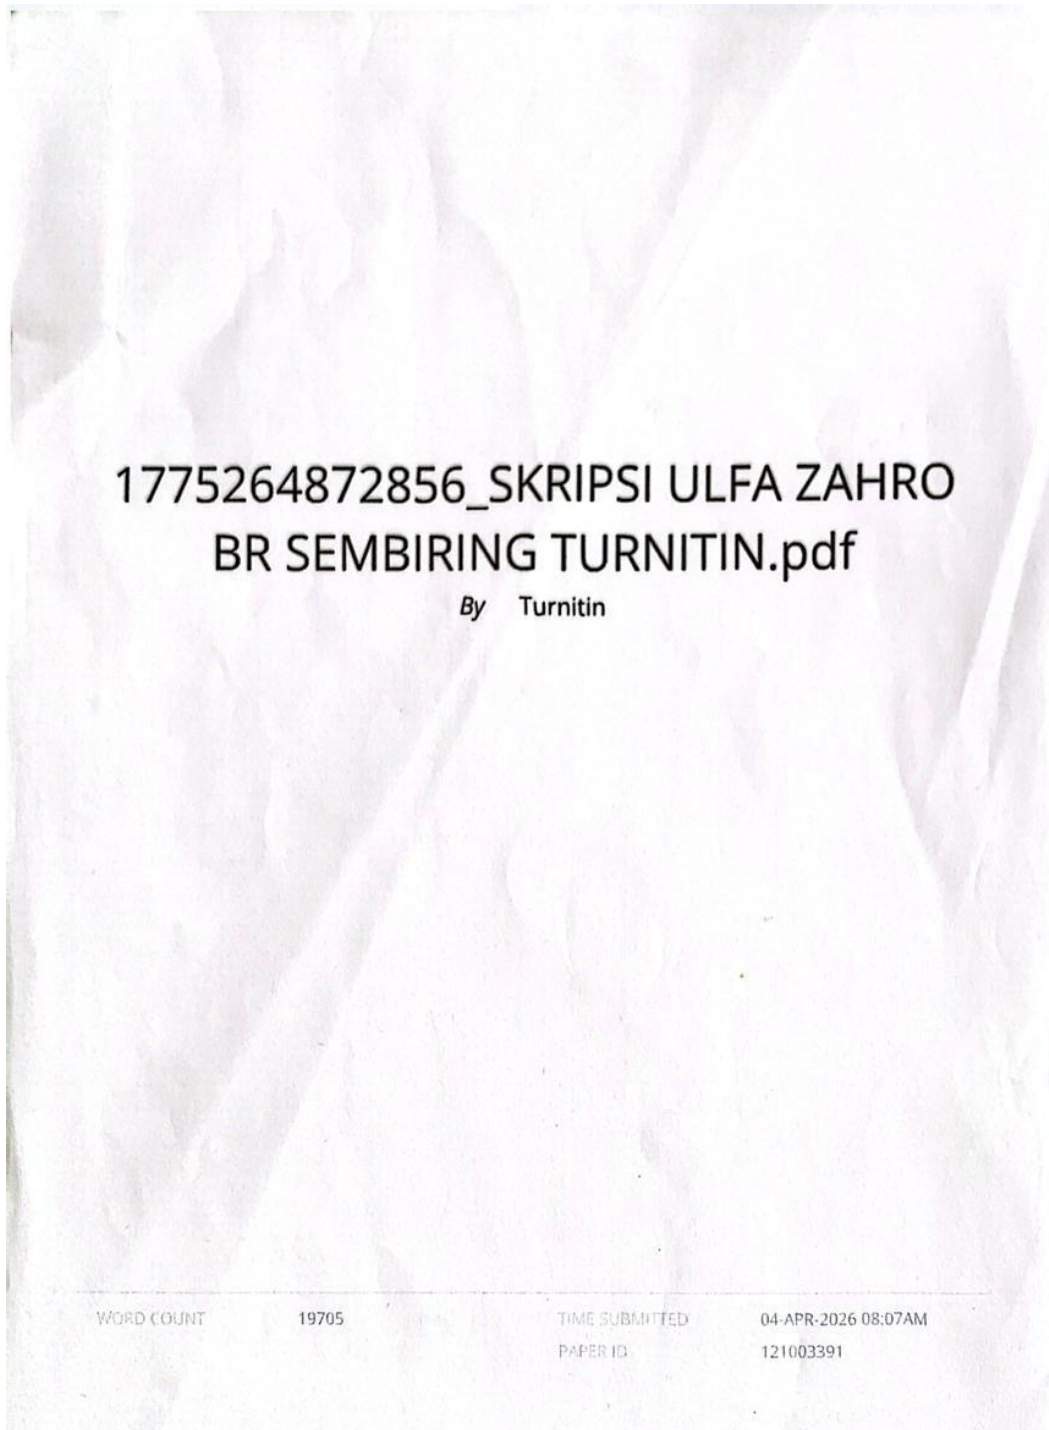 1775264872856_SKRIPSI ULFA ZAHRO
BR SEMBIRING TURNITIN.pdf
By Turnitin
WORD COUNT 19705 TIME SUBMITTED 04-APR-2026 08:07AM
PAPER ID 121003391